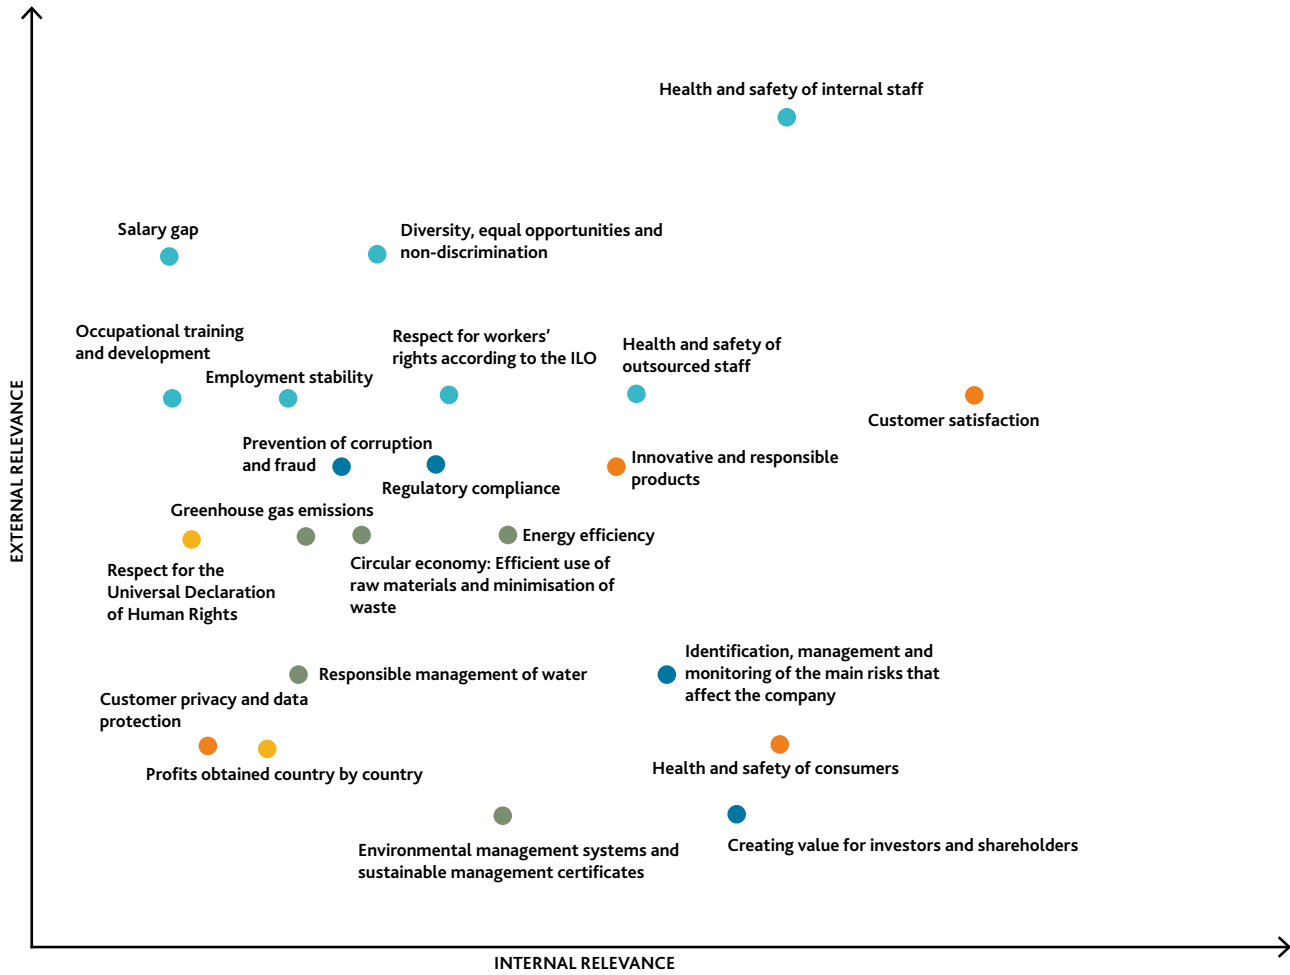 Health and safety of internal staff
Salary gap
Diversity, equal opportunities and
non-discrimination
Occupational training
and development
Employment stability
Respect for workers’
rights according to the ILO
Health and safety of
outsourced staff
Customer satisfaction
Prevention of corruption
and fraud
Regulatory compliance
Innovative and responsible
products
Greenhouse gas emissions
Energy efficiency
Respect for the
Universal Declaration
of Human Rights
Circular economy: Efficient use of
raw materials and minimisation of
waste
Responsible management of water
Identification, management and
monitoring of the main risks that
affect the company
Customer privacy and data
protection
Profits obtained country by country
Health and safety of consumers
Environmental management systems and
sustainable management certificates
Creating value for investors and shareholders
EXTERNAL RELEVANCE
INTERNAL RELEVANCE